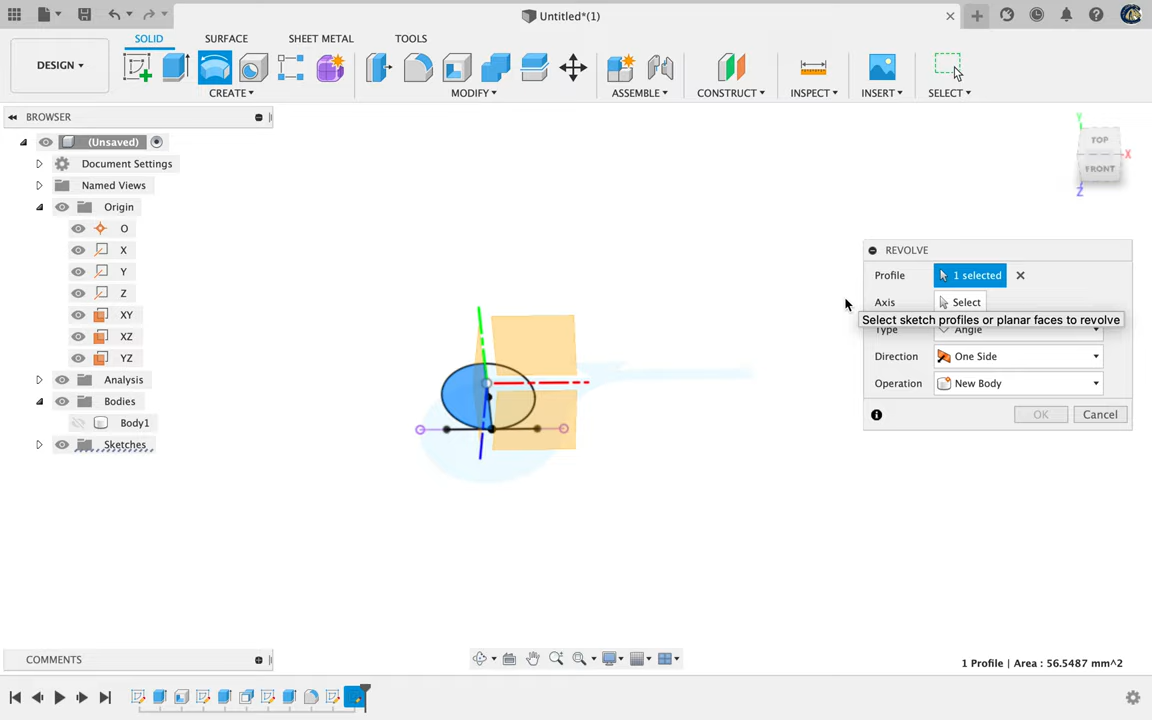 Untitled*(1)
DESIGN
SOLID SURFACE SHEET METAL TOOLS
CREATE MODIFY ASSEMBLE CONSTRUCT INSPECT INSERT SELECT
BROWSER
(Unsaved)
Document Settings
Named Views
Origin
O
X
Y
Z
XY
XZ
YZ
Analysis
Bodies
Body1
Sketches
Y
TOP
X
FRONT
Z
REVOLVE
Profile 1 selected
Axis Select
Select sketch profiles or planar faces to revolve
Type Angle
Direction One Side
Operation New Body
OK Cancel
COMMENTS
1 Profile | Area : 56.5487 mm^2